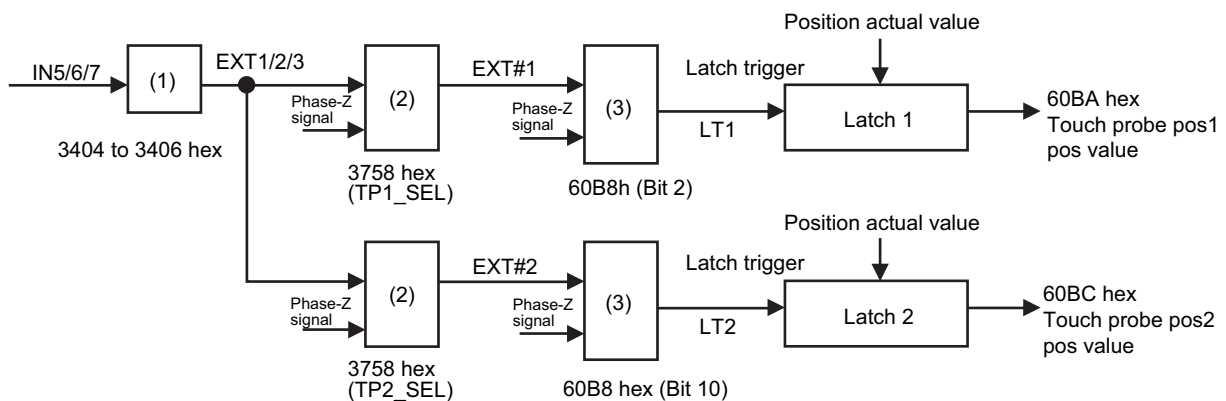 Position actual value
IN5/6/7
(1)
EXT1/2/3
3404 to 3406 hex
Phase-Z
signal
(2)
3758 hex
(TP1_SEL)
EXT#1
Phase-Z
signal
(3)
60B8h (Bit 2)
Latch trigger
LT1
Latch 1
60BA hex
Touch probe pos1
pos value
Position actual value
Phase-Z
signal
(2)
3758 hex
(TP2_SEL)
EXT#2
Phase-Z
signal
(3)
60B8 hex (Bit 10)
Latch trigger
LT2
Latch 2
60BC hex
Touch probe pos2
pos value